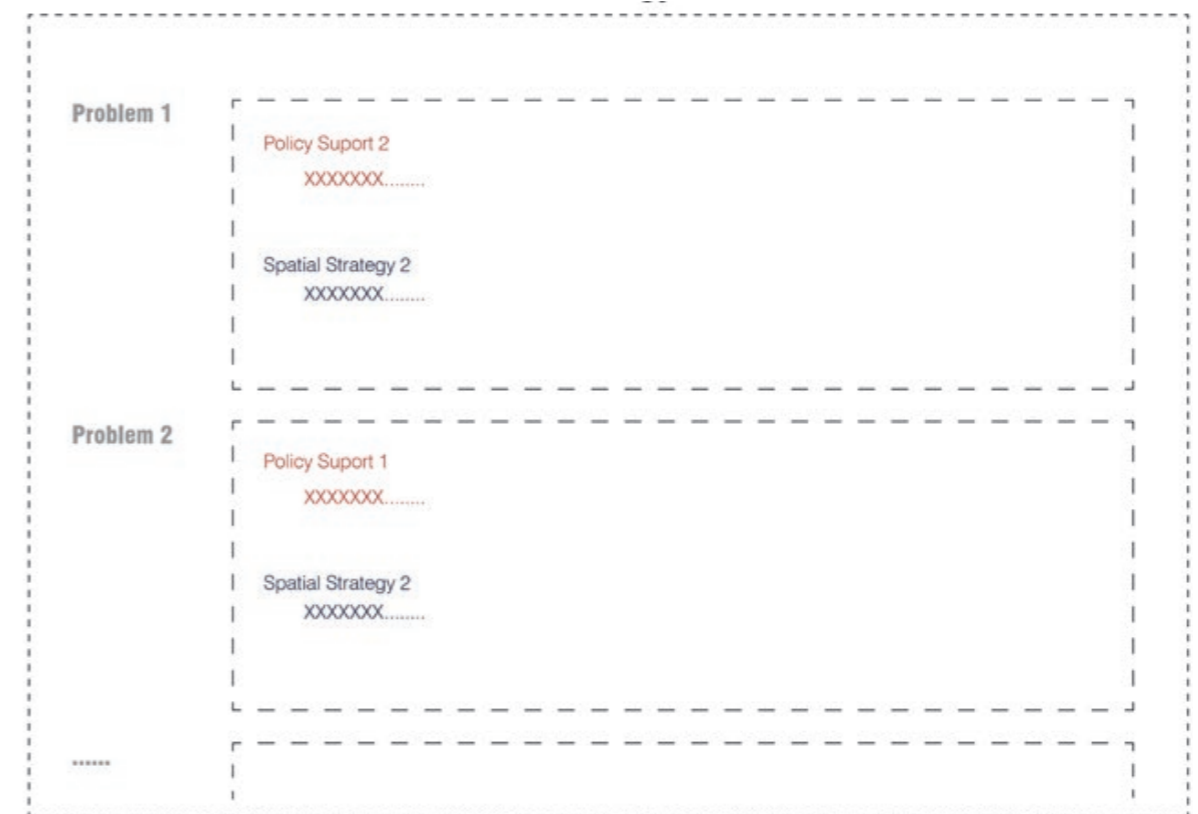 Problem 1
Policy Suport 2
XXXXXXX........
Spatial Strategy 2
XXXXXXX........
Problem 2
Policy Suport 1
XXXXXXX........
Spatial Strategy 2
XXXXXXX........
......